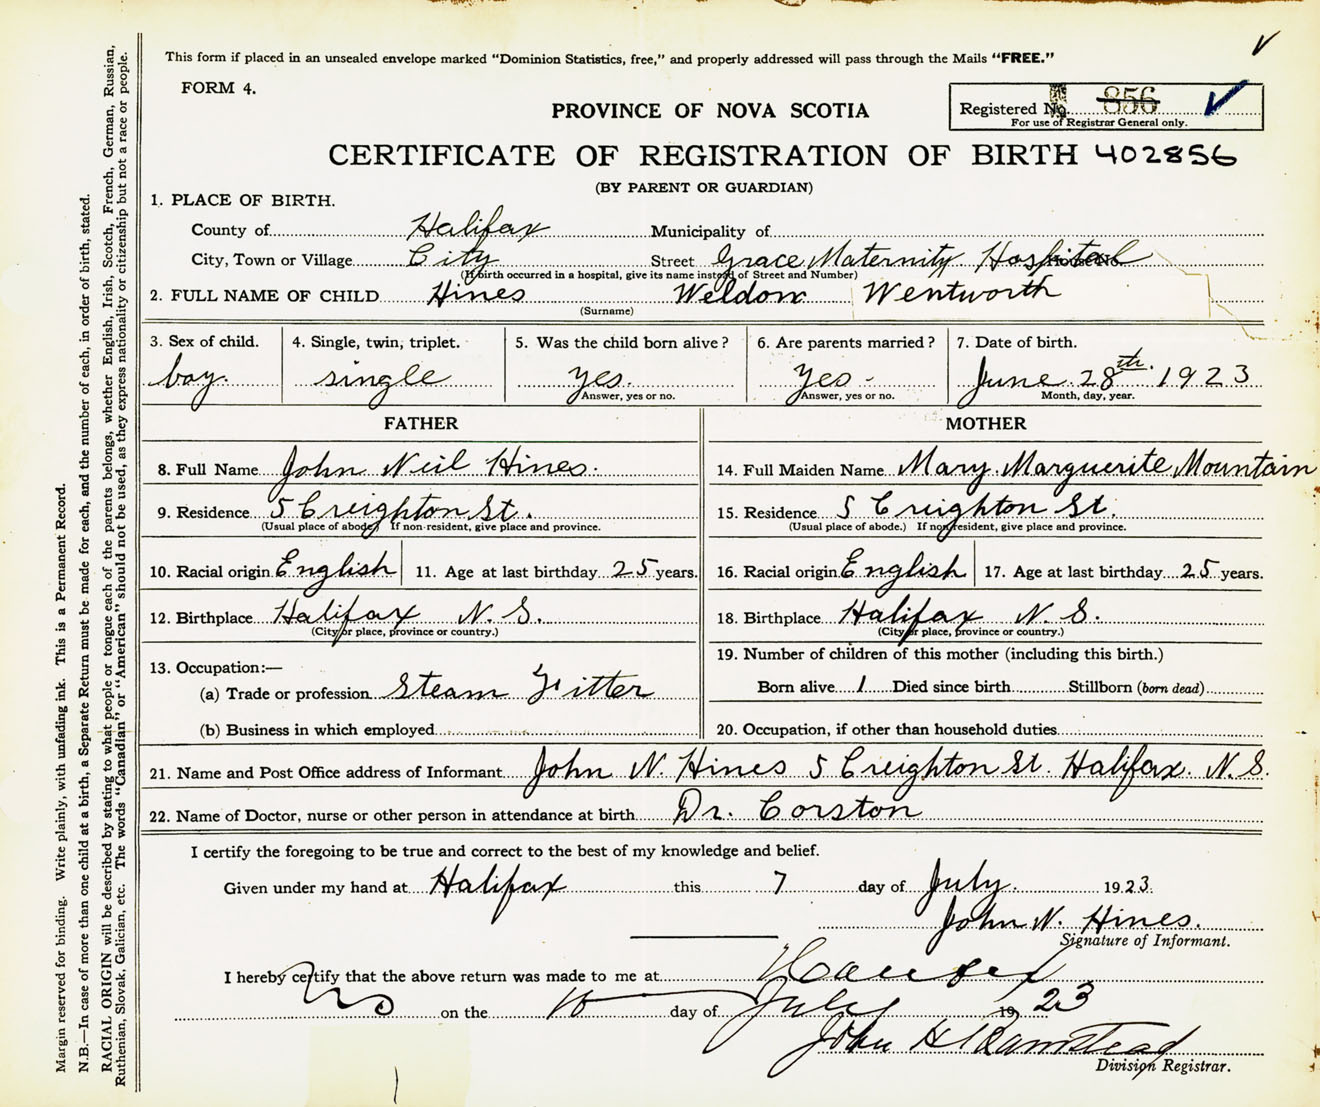 This form if placed in an unsealed envelope marked "Dominion Statistics, free," and properly addressed will pass through the Mails "FREE."
FORM 4.
Registered No. 856
For use of Registrar General only.
PROVINCE OF NOVA SCOTIA
CERTIFICATE OF REGISTRATION OF BIRTH 402856
(BY PARENT OR GUARDIAN)
1. PLACE OF BIRTH.
County of Halifax Municipality of
City, Town or Village City Street Grace Maternity Hospital House No.
(If birth occurred in a hospital, give its name instead of Street and Number)
2. FULL NAME OF CHILD Hines Weldon Wentworth
(Surname)
3. Sex of child. 4. Single, twin, triplet. 5. Was the child born alive? 6. Are parents married? 7. Date of birth.
boy. single yes. Yes - June 28th. 1923
Answer, yes or no. Answer, yes or no. Month, day, year.
FATHER MOTHER
8. Full Name John Neil Hines. 14. Full Maiden Name Mary Marguerite Mountain
9. Residence 5 Creighton St. 15. Residence 5 Creighton St.
(Usual place of abode) If non-resident, give place and province. (Usual place of abode.) If non-resident, give place and province.
10. Racial origin English 11. Age at last birthday 25 years. 16. Racial origin English 17. Age at last birthday 25 years.
12. Birthplace Halifax N.S. 18. Birthplace Halifax N.S.
(City or place, province or country.) (City or place, province or country.)
13. Occupation:— 19. Number of children of this mother (including this birth.)
(a) Trade or profession Steam Fitter Born alive 1 Died since birth Stillborn (born dead)
(b) Business in which employed 20. Occupation, if other than household duties
21. Name and Post Office address of Informant John N. Hines 5 Creighton St. Halifax. N.S.
22. Name of Doctor, nurse or other person in attendance at birth Dr. Corston
I certify the foregoing to be true and correct to the best of my knowledge and belief.
Given under my hand at Halifax this 7 day of July. 1923.
John N. Hines.
Signature of Informant.
I hereby certify that the above return was made to me at Halifax
NS on the 10 day of July 1923
John H
Division Registrar.
Margin reserved for binding. Write plainly, with unfading ink. This is a Permanent Record.
N.B.—In case of more than one child at a birth, a Separate Return must be made for each, and the number of each, in order of birth, stated.
RACIAL ORIGIN will be described by stating to what people or tongue each of the parents belongs, whether English, Irish, Scotch, French, German, Russian,
Ruthenian, Slovak, Galician, etc. The words "Canadian" or "American" should not be used, as they express nationality or citizenship but not a race or people.